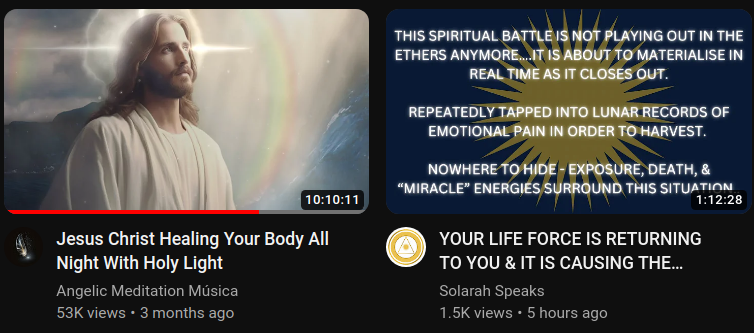 10:10:11
Jesus Christ Healing Your Body All
Night With Holy Light
Angelic Meditation Música
53K views • 3 months ago
THIS SPIRITUAL BATTLE IS NOT PLAYING OUT IN THE
ETHERS ANYMORE....IT IS ABOUT TO MATERIALISE IN
REAL TIME AS IT CLOSES OUT.
REPEATEDLY TAPPED INTO LUNAR RECORDS OF
EMOTIONAL PAIN IN ORDER TO HARVEST.
NOWHERE TO HIDE - EXPOSURE, DEATH, &
“MIRACLE” ENERGIES SURROUND THIS SITUATION
1:12:28
YOUR LIFE FORCE IS RETURNING
TO YOU & IT IS CAUSING THE...
Solarah Speaks
1.5K views • 5 hours ago